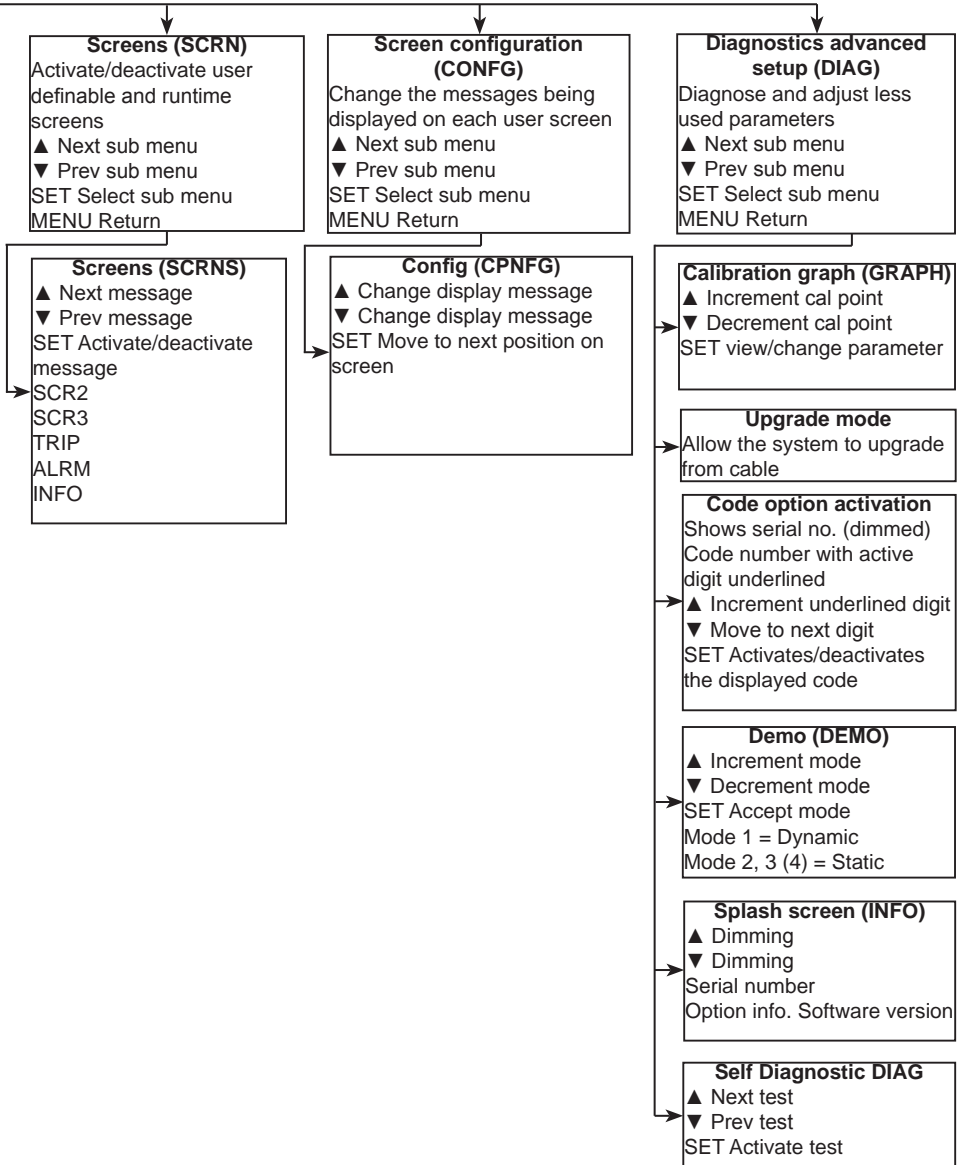 Screens (SCRN)
Activate/deactivate user
definable and runtime
screens
▲ Next sub menu
▼ Prev sub menu
SET Select sub menu
MENU Return
Screen configuration
(CONFG)
Change the messages being
displayed on each user screen
▲ Next sub menu
▼ Prev sub menu
SET Select sub menu
MENU Return
Diagnostics advanced
setup (DIAG)
Diagnose and adjust less
used parameters
▲ Next sub menu
▼ Prev sub menu
SET Select sub menu
MENU Return
Screens (SCRNS)
▲ Next message
▼ Prev message
SET Activate/deactivate
message
SCR2
SCR3
TRIP
ALRM
INFO
Config (CPNFG)
▲ Change display message
▼ Change display message
SET Move to next position on
screen
Calibration graph (GRAPH)
▲ Increment cal point
▼ Decrement cal point
SET view/change parameter
Upgrade mode
Allow the system to upgrade
from cable
Code option activation
Shows serial no. (dimmed)
Code number with active
digit underlined
▲ Increment underlined digit
▼ Move to next digit
SET Activates/deactivates
the displayed code
Demo (DEMO)
▲ Increment mode
▼ Decrement mode
SET Accept mode
Mode 1 = Dynamic
Mode 2, 3 (4) = Static
Splash screen (INFO)
▲ Dimming
▼ Dimming
Serial number
Option info. Software version
Self Diagnostic DIAG
▲ Next test
▼ Prev test
SET Activate test